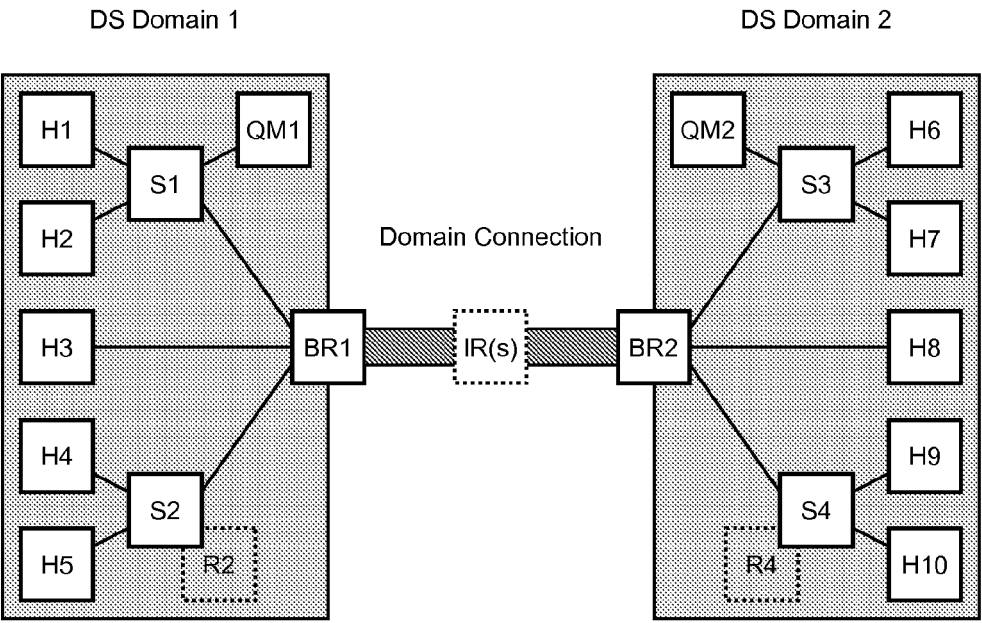 DS Domain 1
DS Domain 2
H1
QM1
QM2
H6
S1
S3
H2
H7
Domain Connection
H3
BR1
IR(s)
BR2
H8
H4
H9
S2
S4
H5
R2
R4
H10